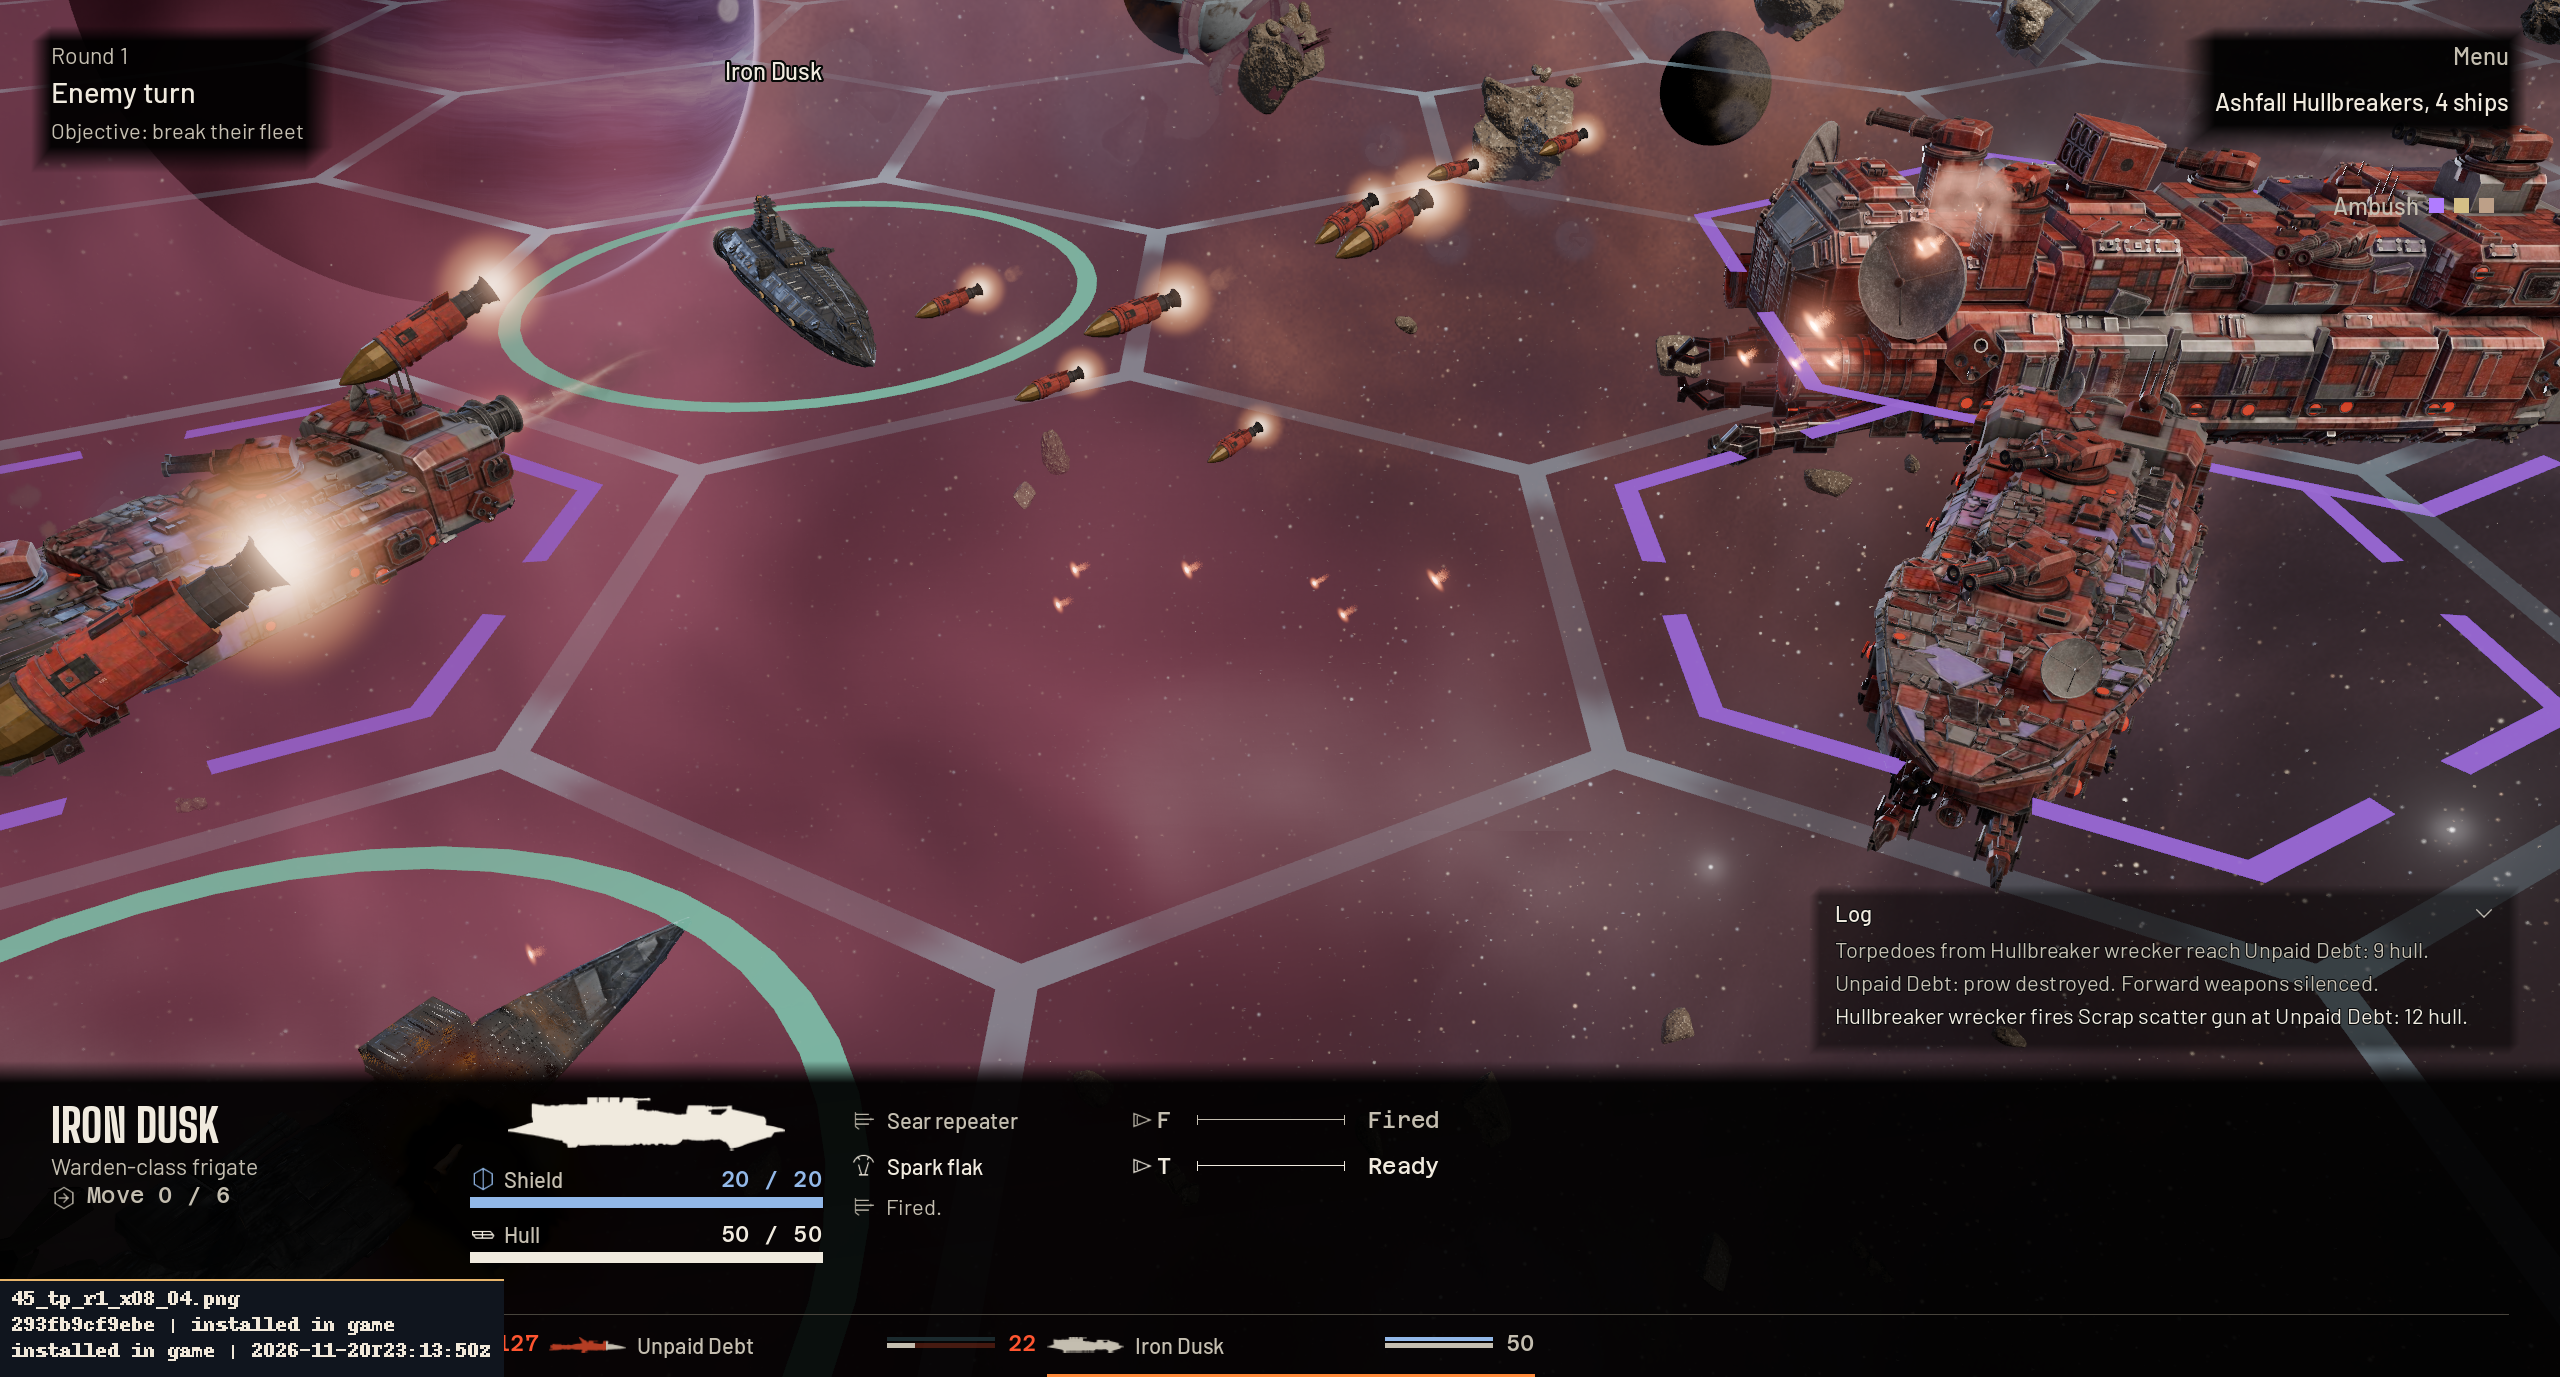 Round 1
Enemy turn
Objective: break their fleet
Iron Dusk
Menu
Ashfall Hullbreakers, 4 ships
Ambush
Log
Torpedoes from Hullbreaker wrecker reach Unpaid Debt: 9 hull.
Unpaid Debt: prow destroyed. Forward weapons silenced.
Hullbreaker wrecker fires Scrap scatter gun at Unpaid Debt: 12 hull.
IRON DUSK
Warden-class frigate
Move 0 / 6
Shield 20 / 20
Hull 50 / 50
Sear repeater F Fired
Spark flak T Ready
Fired.
45_tp_r1_x08_04.png
293fb9cf9ebe | installed in game
installed in game | 2026-11-20T23:13:50Z
127 Unpaid Debt 22 Iron Dusk 50